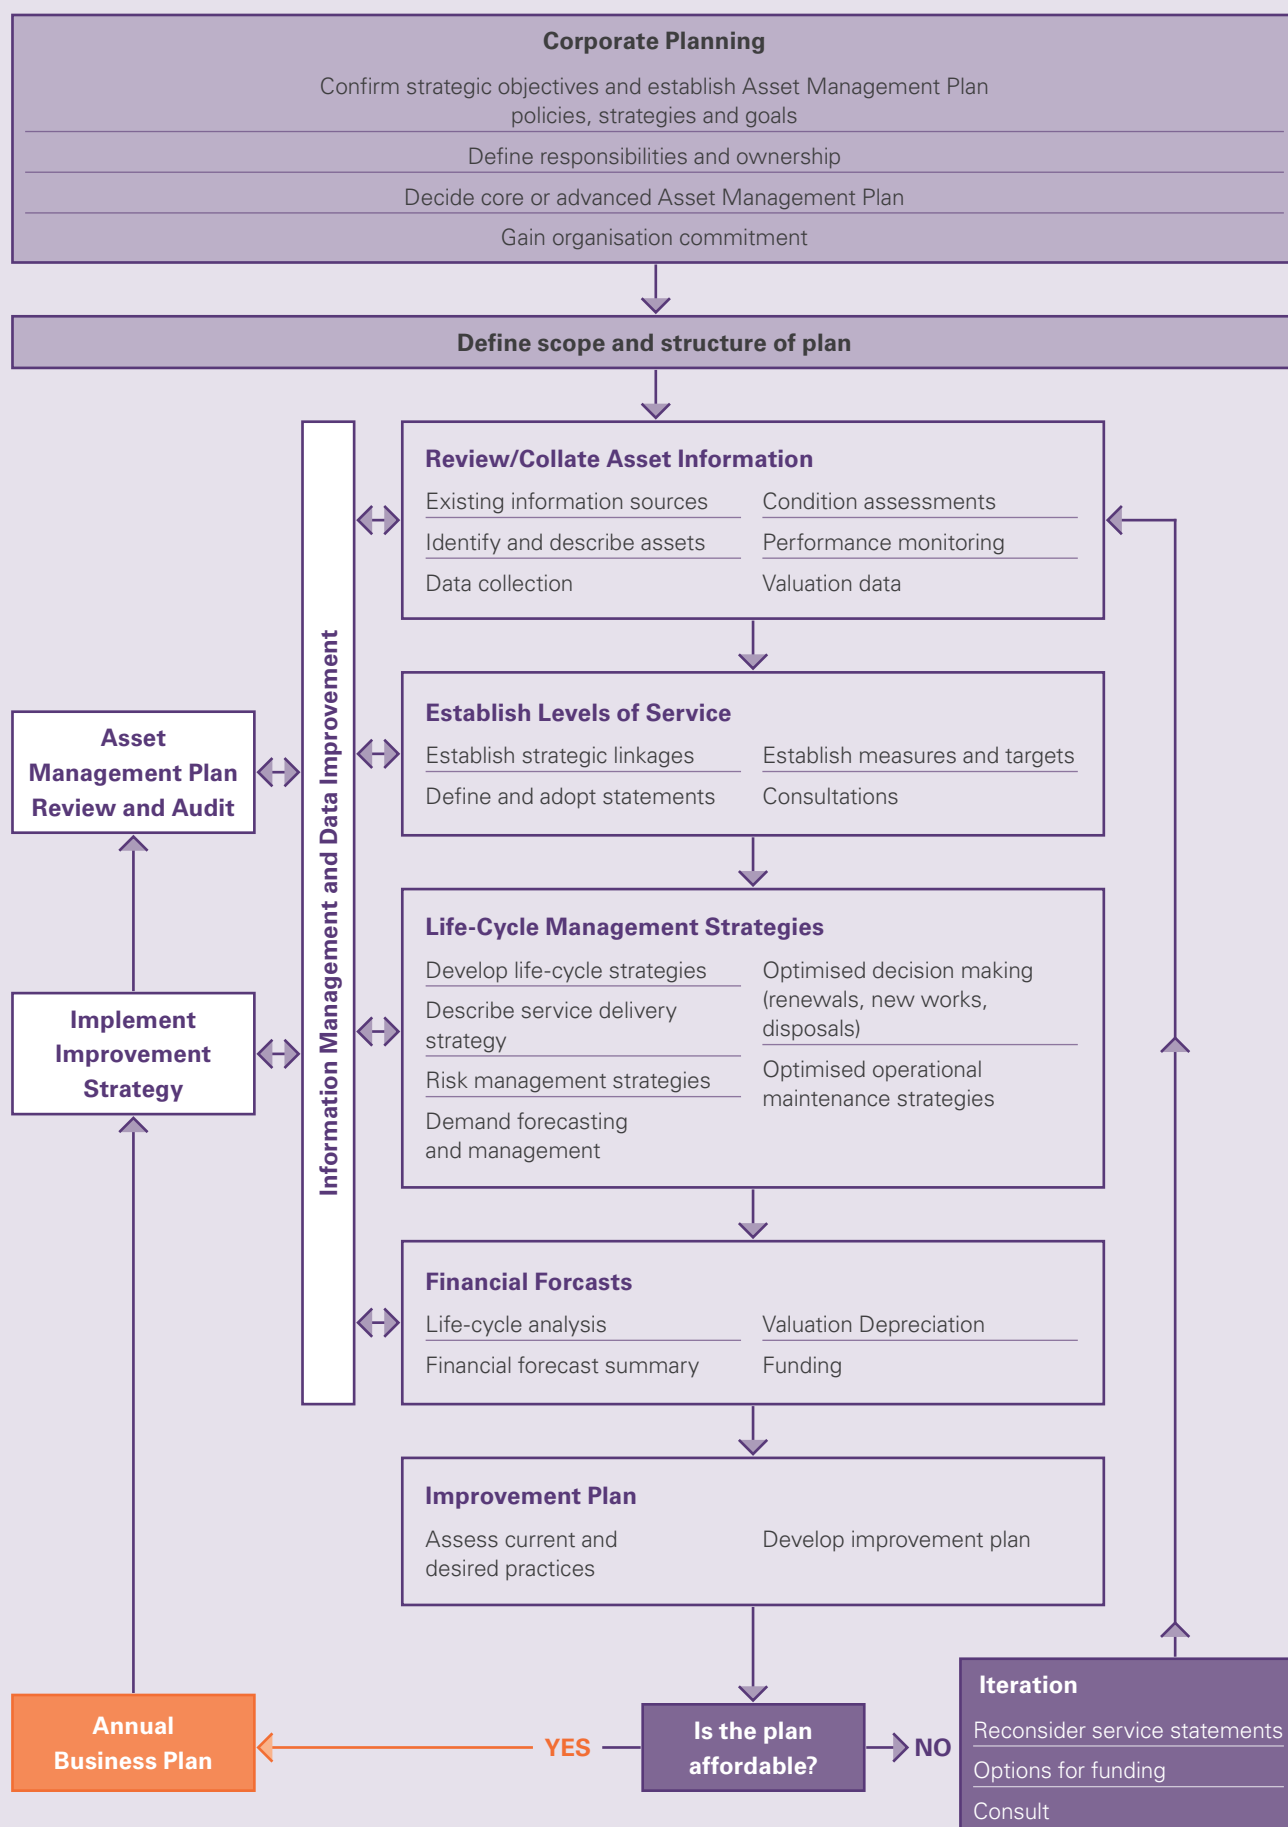 Corporate Planning
Confirm strategic objectives and establish Asset Management Plan
policies, strategies and goals
Define responsibilities and ownership
Decide core or advanced Asset Management Plan
Gain organisation commitment
Define scope and structure of plan
Information Management and Data Improvement
Review/Collate Asset Information
Existing information sources
Identify and describe assets
Data collection
Condition assessments
Performance monitoring
Valuation data
Establish Levels of Service
Establish strategic linkages
Define and adopt statements
Establish measures and targets
Consultations
Life-Cycle Management Strategies
Develop life-cycle strategies
Describe service delivery
strategy
Risk management strategies
Demand forecasting
and management
Optimised decision making
(renewals, new works,
disposals)
Optimised operational
maintenance strategies
Financial Forcasts
Life-cycle analysis
Financial forecast summary
Valuation Depreciation
Funding
Improvement Plan
Assess current and
desired practices
Develop improvement plan
Is the plan
affordable?
NO
Iteration
Reconsider service statements
Options for funding
Consult
YES
Annual
Business Plan
Implement
Improvement
Strategy
Asset
Management Plan
Review and Audit